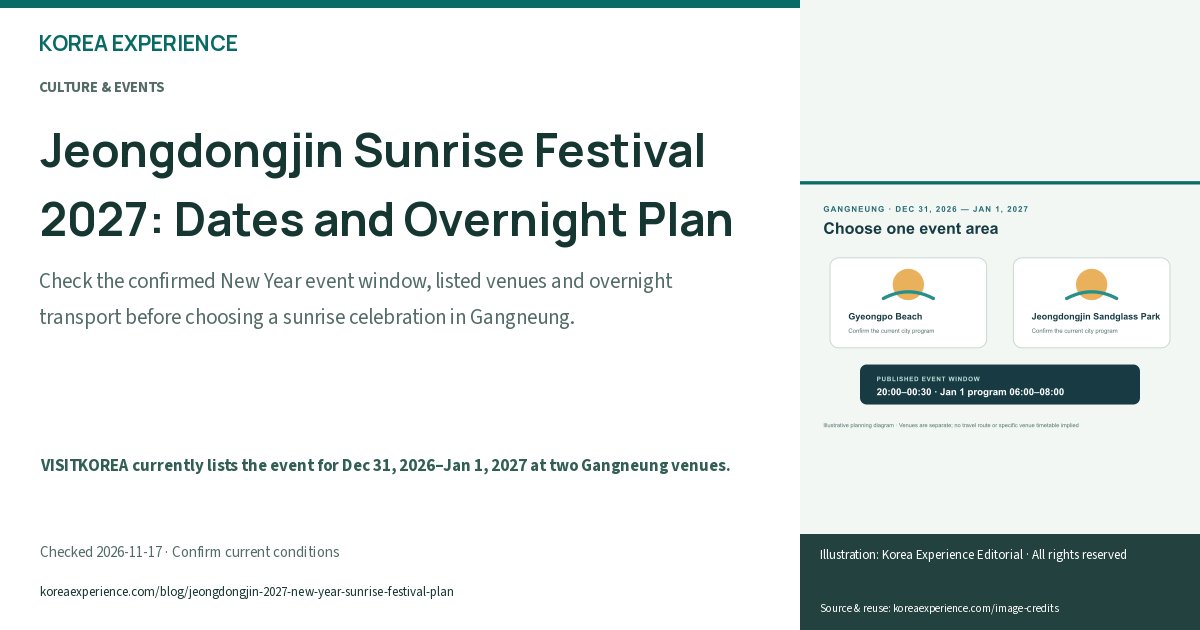 KOREA EXPERIENCE
CULTURE & EVENTS
Jeongdongjin Sunrise Festival
2027: Dates and Overnight Plan
Check the confirmed New Year event window, listed venues and overnight
transport before choosing a sunrise celebration in Gangneung.
VISITKOREA currently lists the event for Dec 31, 2026–Jan 1, 2027 at two Gangneung venues.
Checked 2026-11-17 · Confirm current conditions
koreaexperience.com/blog/jeongdongjin-2027-new-year-sunrise-festival-plan
GANGNEUNG · DEC 31, 2026 — JAN 1, 2027
Choose one event area
Gyeongpo Beach
Confirm the current city program
Jeongdongjin Sandglass Park
Confirm the current city program
PUBLISHED EVENT WINDOW
20:00–00:30 · Jan 1 program 06:00–08:00
Illustrative planning diagram · Venues are separate; no travel route or specific venue timetable implied
Illustration: Korea Experience Editorial · All rights reserved
Source & reuse: koreaexperience.com/image-credits